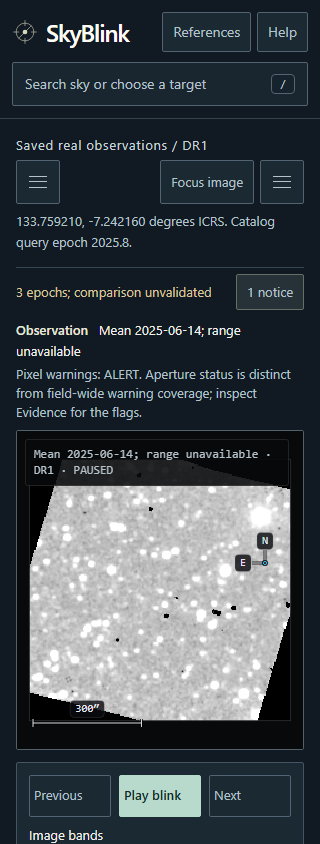 SkyBlink
References
Help
Search sky or choose a target
/
Saved real observations / DR1
Focus image
133.759210, -7.242160 degrees ICRS. Catalog
query epoch 2025.8.
3 epochs; comparison unvalidated
1 notice
Observation Mean 2025-06-14; range
unavailable
Pixel warnings: ALERT. Aperture status is distinct
from field-wide warning coverage; inspect
Evidence for the flags.
Mean 2025-06-14; range unavailable ·
DR1 · PAUSED
N
E
300″
Previous
Play blink
Next
Image bands